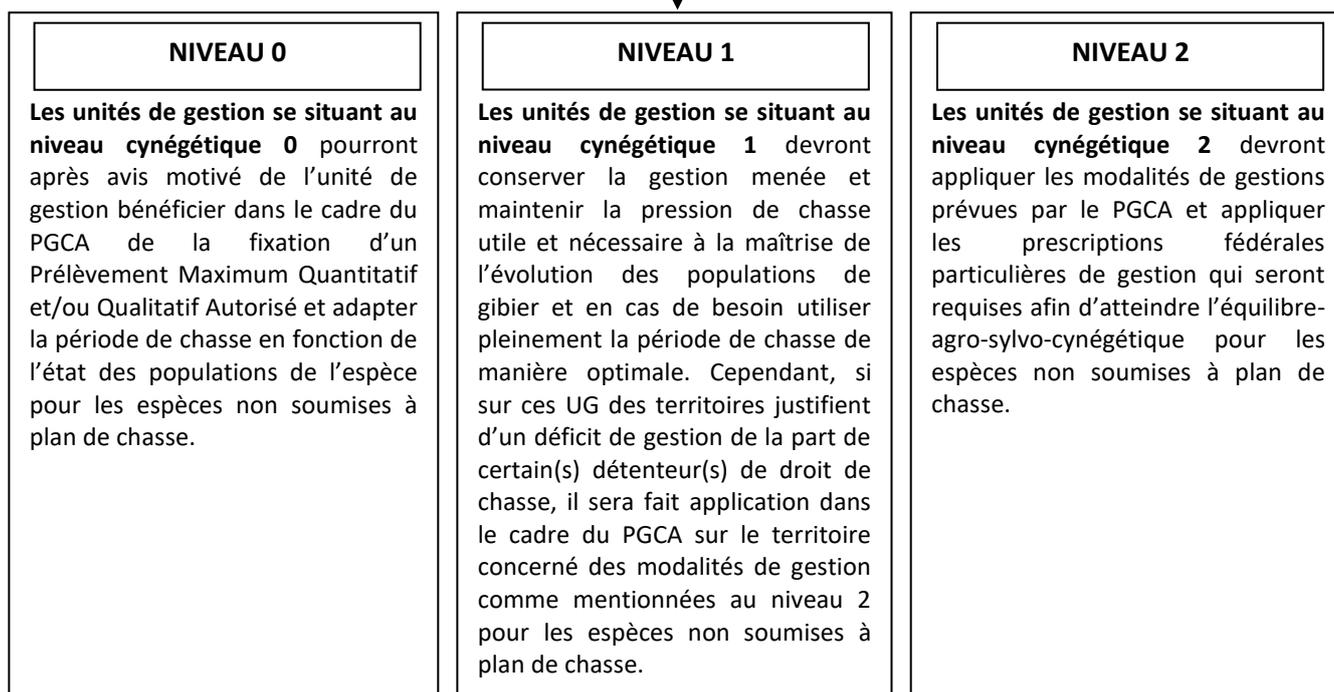 NIVEAU 0
Les unités de gestion se situant au
niveau cynégétique 0 pourront
après avis motivé de l’unité de
gestion bénéficier dans le cadre du
PGCA de la fixation d’un
Prélèvement Maximum Quantitatif
et/ou Qualitatif Autorisé et adapter
la période de chasse en fonction de
l’état des populations de l’espèce
pour les espèces non soumises à
plan de chasse.
NIVEAU 1
Les unités de gestion se situant au
niveau cynégétique 1 devront
conserver la gestion menée et
maintenir la pression de chasse
utile et nécessaire à la maîtrise de
l’évolution des populations de
gibier et en cas de besoin utiliser
pleinement la période de chasse de
manière optimale. Cependant, si
sur ces UG des territoires justifient
d’un déficit de gestion de la part de
certain(s) détenteur(s) de droit de
chasse, il sera fait application dans
le cadre du PGCA sur le territoire
concerné des modalités de gestion
comme mentionnées au niveau 2
pour les espèces non soumises à
plan de chasse.
NIVEAU 2
Les unités de gestion se situant au
niveau cynégétique 2 devront
appliquer les modalités de gestions
prévues par le PGCA et appliquer
les prescriptions fédérales
particulières de gestion qui seront
requises afin d’atteindre l’équilibre-
agro-sylvo-cynégétique pour les
espèces non soumises à plan de
chasse.